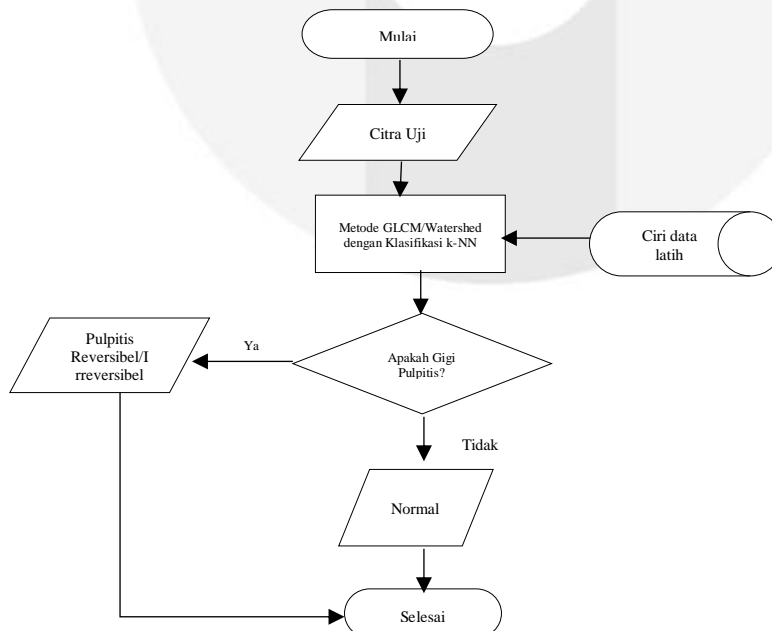 Mulai
Citra Uji
Metode GLCM/Watershed
dengan Klasifikasi k-NN
Ciri data
latih
Apakah Gigi
Pulpitis?
Ya
Pulpitis
Reversibel/I
rreversibel
Tidak
Normal
Selesai